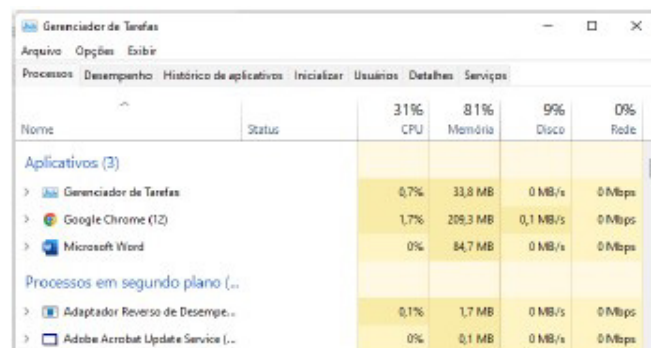 Gerenciador de Tarefas
Arquivo Opções Exibir
Processos Desempenho Histórico de aplicativos Inicializar Usuários Detalhes Serviços
31% 81% 9% 0%
Nome Status CPU Memória Disco Rede
Aplicativos (3)
Gerenciador de Tarefas 0,7% 33,8 MB 0 MB/s 0 Mbps
Google Chrome (12) 1,7% 209,3 MB 0,1 MB/s 0 Mbps
Microsoft Word 0% 84,7 MB 0 MB/s 0 Mbps
Processos em segundo plano (...
Adaptador Reverso de Desempe... 0,1% 1,7 MB 0 MB/s 0 Mbps
Adobe Acrobat Update Service (... 0% 0,1 MB 0 MB/s 0 Mbps